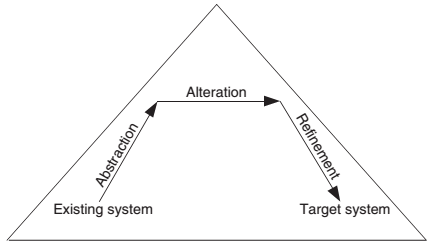 Alteration
Abstraction
Refinement
Existing system
Target system